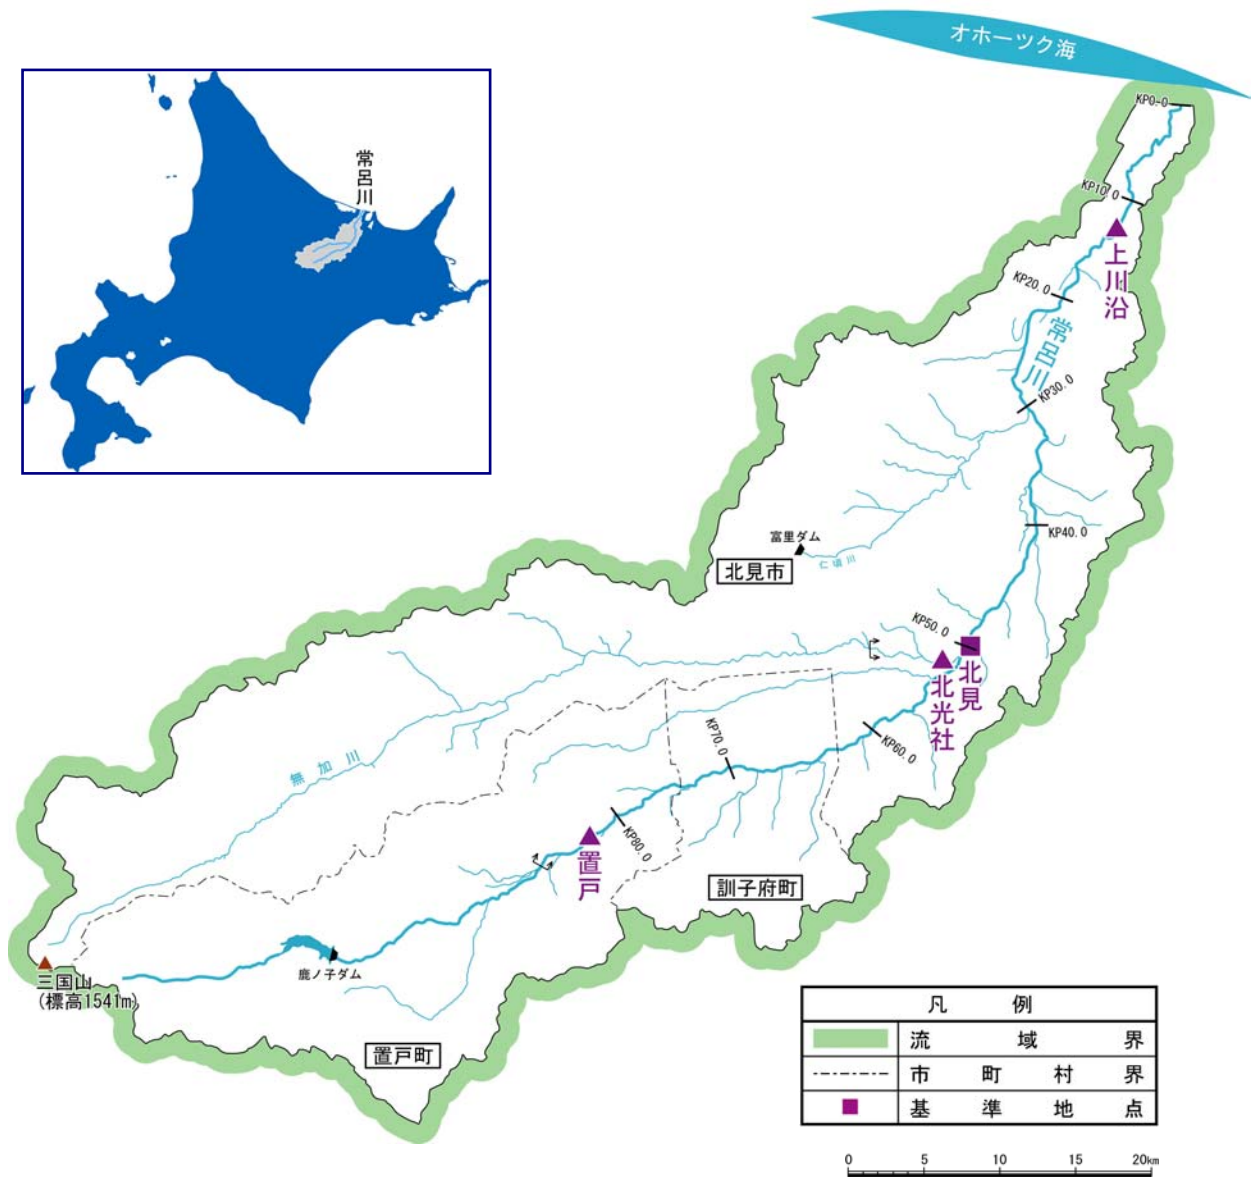 オホーツク海
常呂川
KP0.0
KP10.0
上川沿
KP20.0
常呂川
KP30.0
KP40.0
富里ダム
仁頃川
北見市
KP50.0
北見
北光社
KP60.0
KP70.0
無加川
KP80.0
置戸
訓子府町
鹿ノ子ダム
三国山
(標高1541m)
置戸町
凡 例
流 域 界
市 町 村 界
基 準 地 点
0 5 10 15 20km